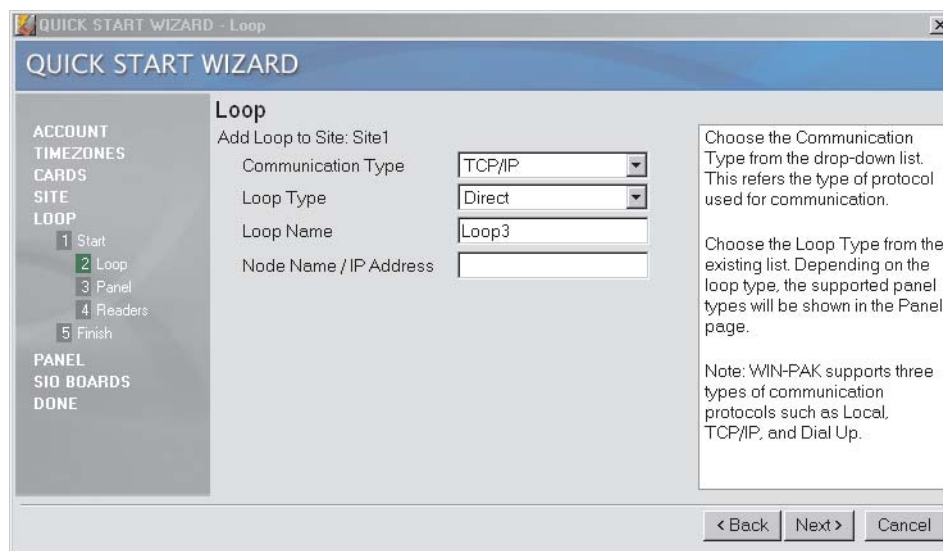 QUICK START WIZARD - Loop
QUICK START WIZARD
ACCOUNT
TIMEZONES
CARDS
SITE
LOOP
1 Start
2 Loop
3 Panel
4 Readers
5 Finish
PANEL
SIO BOARDS
DONE
Loop
Add Loop to Site: Site1
Communication Type TCP/IP
Loop Type Direct
Loop Name Loop3
Node Name / IP Address
Choose the Communication
Type from the drop-down list.
This refers the type of protocol
used for communication.
Choose the Loop Type from the
existing list. Depending on the
loop type, the supported panel
types will be shown in the Panel
page.
Note: WIN-PAK supports three
types of communication
protocols such as Local,
TCP/IP, and Dial Up.
< Back Next > Cancel